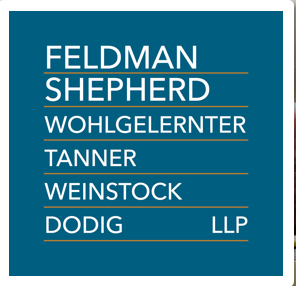 FELDMAN
SHEPHERD
WOHLGELERNTER
TANNER
WEINSTOCK
DODIG LLP